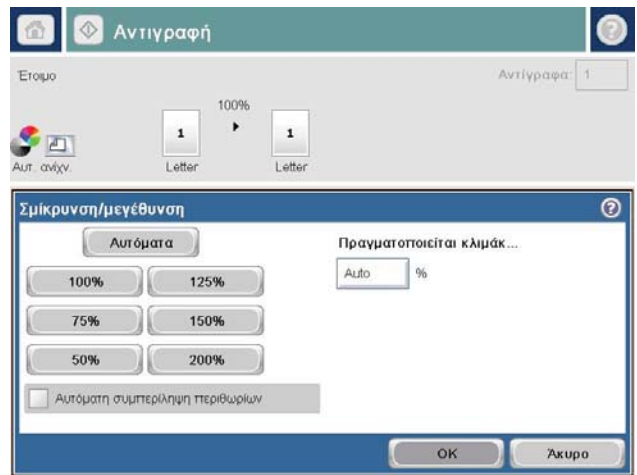 Αντιγραφή
Έτοιμο
Αντίγραφα: 1
100%
1 1
Αυτ. ανίχν. Letter Letter
Σμίκρυνση/μεγέθυνση
Αυτόματα
Πραγματοποιείται κλιμάκ...
Auto %
100% 125%
75% 150%
50% 200%
Αυτόματη συμπερίληψη περιθωρίων
OK Άκυρο